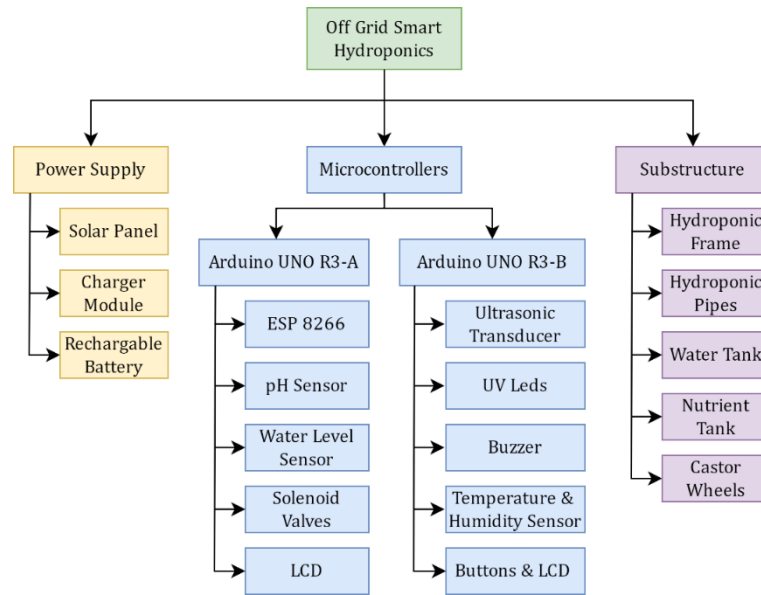 Off Grid Smart
Hydroponics
Power Supply
Solar Panel
Charger
Module
Rechargable
Battery
Microcontrollers
Arduino UNO R3-A
ESP 8266
pH Sensor
Water Level
Sensor
Solenoid
Valves
LCD
Arduino UNO R3-B
Ultrasonic
Transducer
UV Leds
Buzzer
Temperature &
Humidity Sensor
Buttons & LCD
Substructure
Hydroponic
Frame
Hydroponic
Pipes
Water Tank
Nutrient
Tank
Castor
Wheels